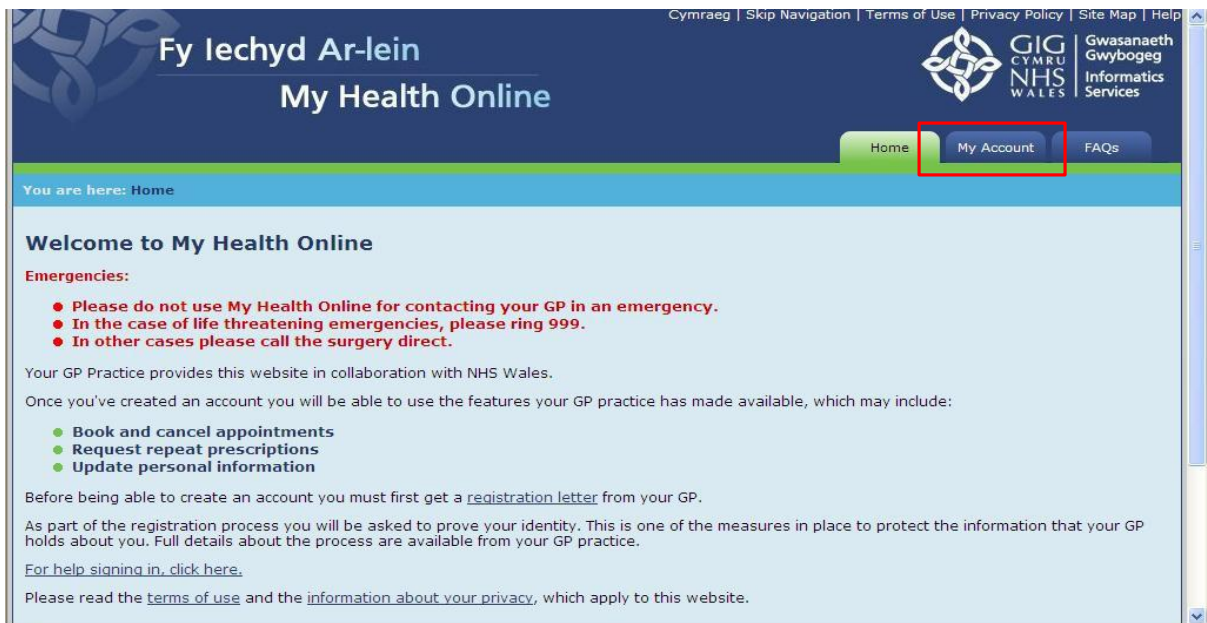 Cymraeg | Skip Navigation | Terms of Use | Privacy Policy | Site Map | Help
Fy Iechyd Ar-lein
My Health Online
GIG
CYMRU
NHS
WALES
Gwasanaeth
Gwybogeg
Informatics
Services
Home
My Account
FAQs
You are here: Home
Welcome to My Health Online
Emergencies:
Please do not use My Health Online for contacting your GP in an emergency.
In the case of life threatening emergencies, please ring 999.
In other cases please call the surgery direct.
Your GP Practice provides this website in collaboration with NHS Wales.
Once you've created an account you will be able to use the features your GP practice has made available, which may include:
Book and cancel appointments
Request repeat prescriptions
Update personal information
Before being able to create an account you must first get a registration letter from your GP.
As part of the registration process you will be asked to prove your identity. This is one of the measures in place to protect the information that your GP
holds about you. Full details about the process are available from your GP practice.
For help signing in, click here.
Please read the terms of use and the information about your privacy, which apply to this website.